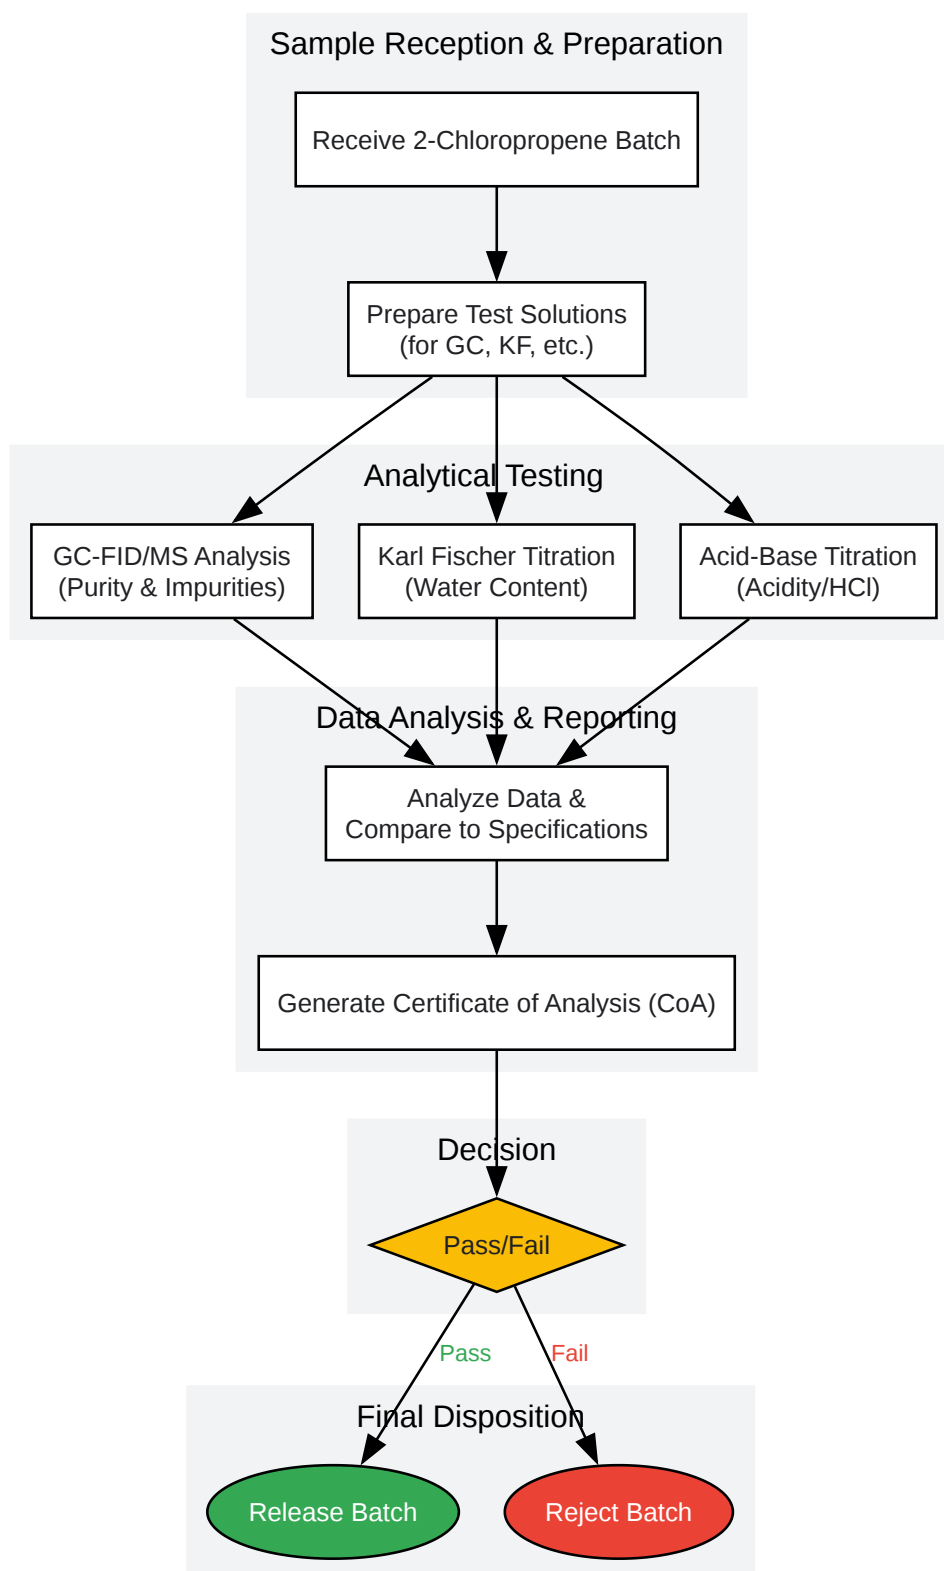 Sample Reception & Preparation
Receive 2-Chloropropene Batch
Prepare Test Solutions
(for GC, KF, etc.)
Analytical Testing
GC-FID/MS Analysis
(Purity & Impurities)
Karl Fischer Titration
(Water Content)
Acid-Base Titration
(Acidity/HCl)
Data Analysis & Reporting
Analyze Data &
Compare to Specifications
Generate Certificate of Analysis (CoA)
Decision
Pass/Fail
Pass
Fail
Final Disposition
Release Batch
Reject Batch